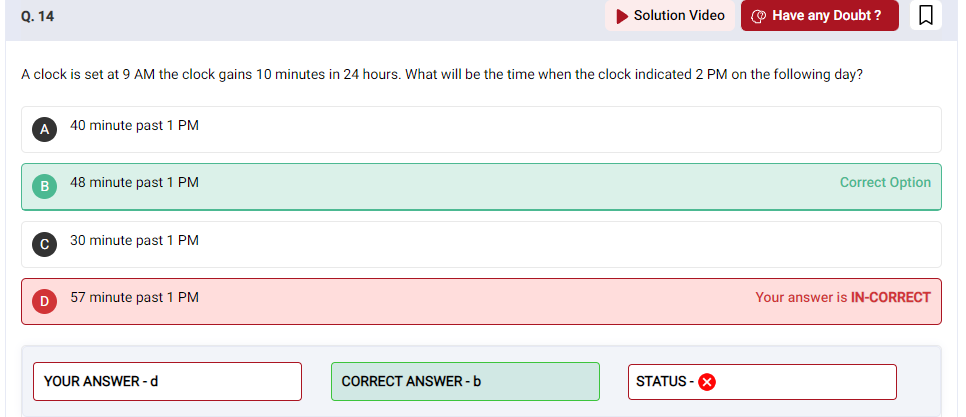 Q. 14
Solution Video
Have any Doubt ?
A clock is set at 9 AM the clock gains 10 minutes in 24 hours. What will be the time when the clock indicated 2 PM on the following day?
A
40 minute past 1 PM
B
48 minute past 1 PM
Correct Option
C
30 minute past 1 PM
D
57 minute past 1 PM
Your answer is IN-CORRECT
YOUR ANSWER - d
CORRECT ANSWER - b
STATUS -